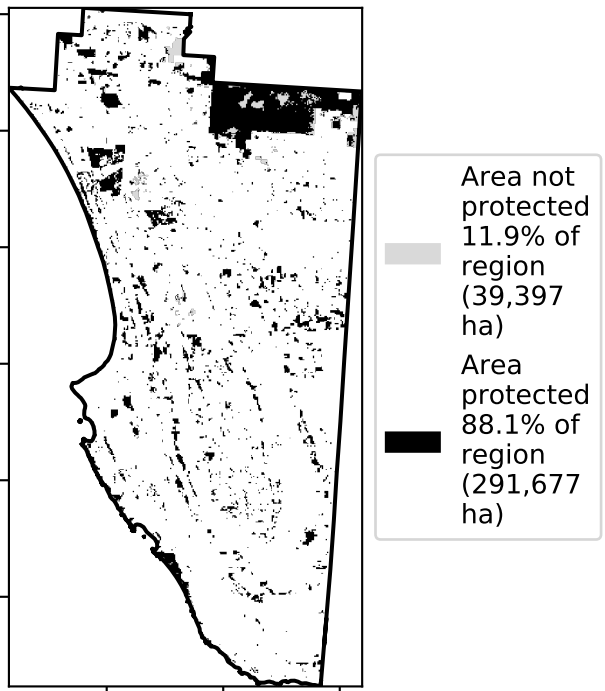 Area not
protected
11.9% of
region
(39,397
ha)
Area
protected
88.1% of
region
(291,677
ha)